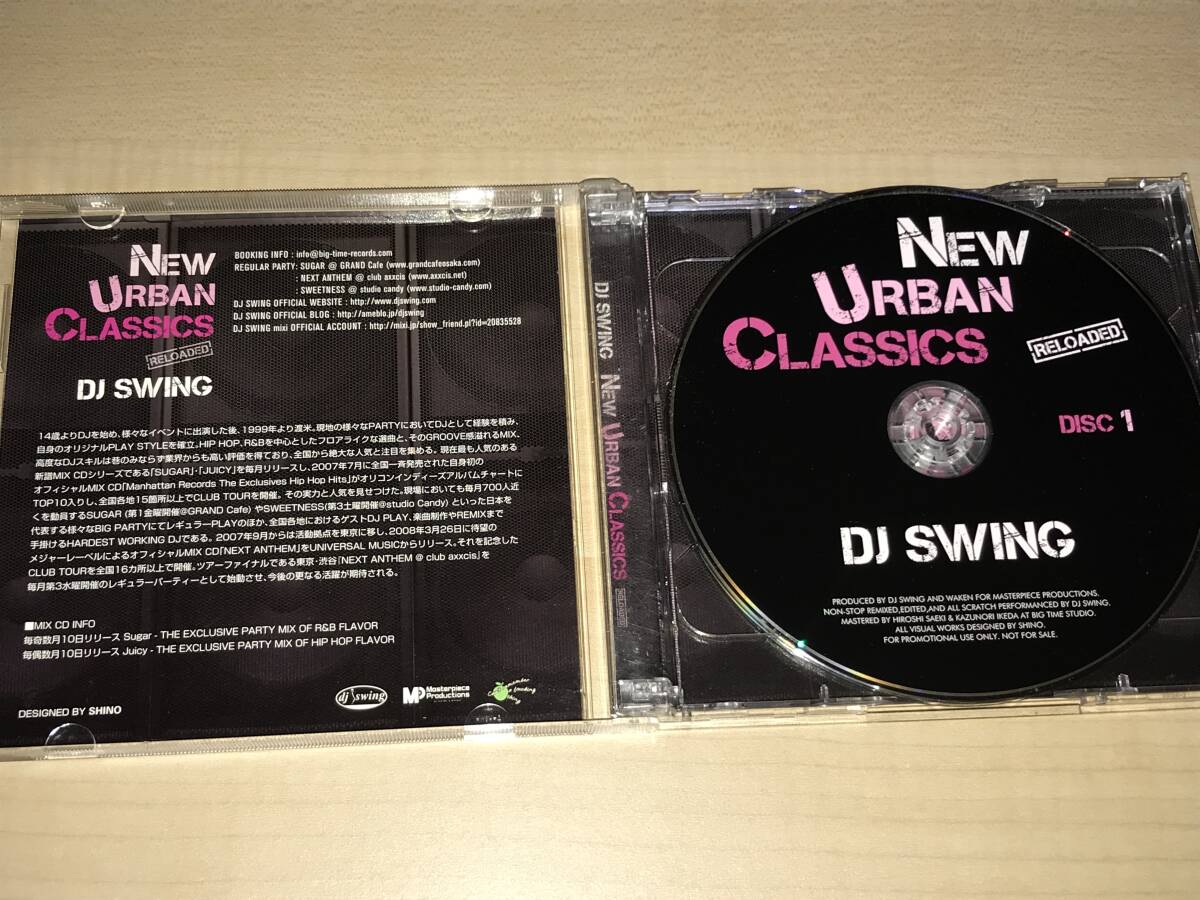 NEW
URBAN
CLASSICS
RELOADED
DJ SWING
BOOKING INFO : info@big-time-records.com
REGULAR PARTY: SUGAR @ GRAND Cafe (www.grandcafeosaka.com)
: NEXT ANTHEM @ club axxcis (www.axxcis.net)
: SWEETNESS @ studio candy (www.studio-candy.com)
DJ SWING OFFICIAL WEBSITE : http://www.djswing.com
DJ SWING OFFICIAL BLOG : http://ameblo.jp/djswing
DJ SWING mixi OFFICIAL ACCOUNT : http://mixi.jp/show_friend.pl?id=20835528
14歳よりDJを始め、様々なイベントに出演した後、1999年より渡米。現地の様々なPARTYにおいてDJとして経験を積み、
自身のオリジナルPLAY STYLEを確立。HIP HOP、R&Bを中心としたフロアライクな選曲と、そのGROOVE感溢れるMIX、
高度なDJスキルは巷のみならず業界からも高い評価を得ており、全国から絶大な人気と注目を集める。現在最も人気のある
新譜MIX CDシリーズである「SUGAR」・「JUICY」を毎月リリースし、2007年7月に全国一斉発売された自身初の
オフィシャルMIX CD「Manhattan Records The Exclusives Hip Hop Hits」がオリコンインディーズアルバムチャートに
TOP10入りし、全国各地15箇所以上でCLUB TOURを開催。その実力と人気を見せつけた。現場においても毎月700人近
くを動員するSUGAR (第1金曜開催@GRAND Cafe) やSWEETNESS(第3土曜開催@studio Candy) といった日本を
代表する様々なBIG PARTYにてレギュラーPLAYのほか、全国各地におけるゲストDJ PLAY、楽曲制作やREMIXまで
手掛けるHARDEST WORKING DJである。2007年9月からは活動拠点を東京に移し、2008年3月26日に待望の
メジャーレーベルによるオフィシャルMIX CD「NEXT ANTHEM」をUNIVERSAL MUSICからリリース。それを記念した
CLUB TOURを全国16カ所以上で開催。ツアーファイナルである東京・渋谷「NEXT ANTHEM @ club axxcis」を
毎月第3水曜開催のレギュラーパーティーとして始動させ、今後の更なる活躍が期待される。
■MIX CD INFO
毎奇数月10日リリース Sugar - THE EXCLUSIVE PARTY MIX OF R&B FLAVOR
毎偶数月10日リリース Juicy - THE EXCLUSIVE PARTY MIX OF HIP HOP FLAVOR
DESIGNED BY SHINO
dj swing
MP Masterpiece
Productions
DJ SWING NEW URBAN CLASSICS RELOADED
NEW
URBAN
CLASSICS
RELOADED
DISC 1
DJ SWING
PRODUCED BY DJ SWING AND WAKEN FOR MASTERPIECE PRODUCTIONS.
NON-STOP REMIXED,EDITED,AND ALL SCRATCH PERFORMANCED BY DJ SWING.
MASTERED BY HIROSHI SAEKI & KAZUNORI IKEDA AT BIG TIME STUDIO.
ALL VISUAL WORKS DESIGNED BY SHINO.
FOR PROMOTIONAL USE ONLY. NOT FOR SALE.